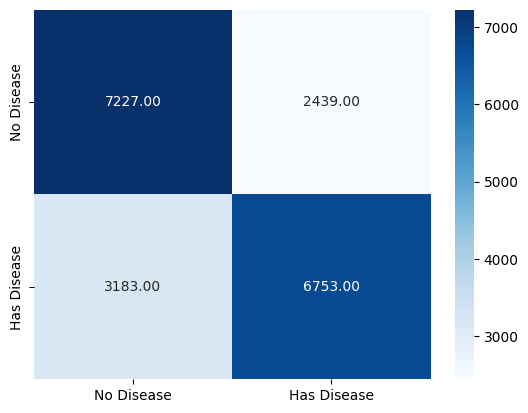 7000
No Disease
7227.00
2439.00
6000
5000
Has Disease
3183.00
6753.00
4000
3000
No Disease
Has Disease